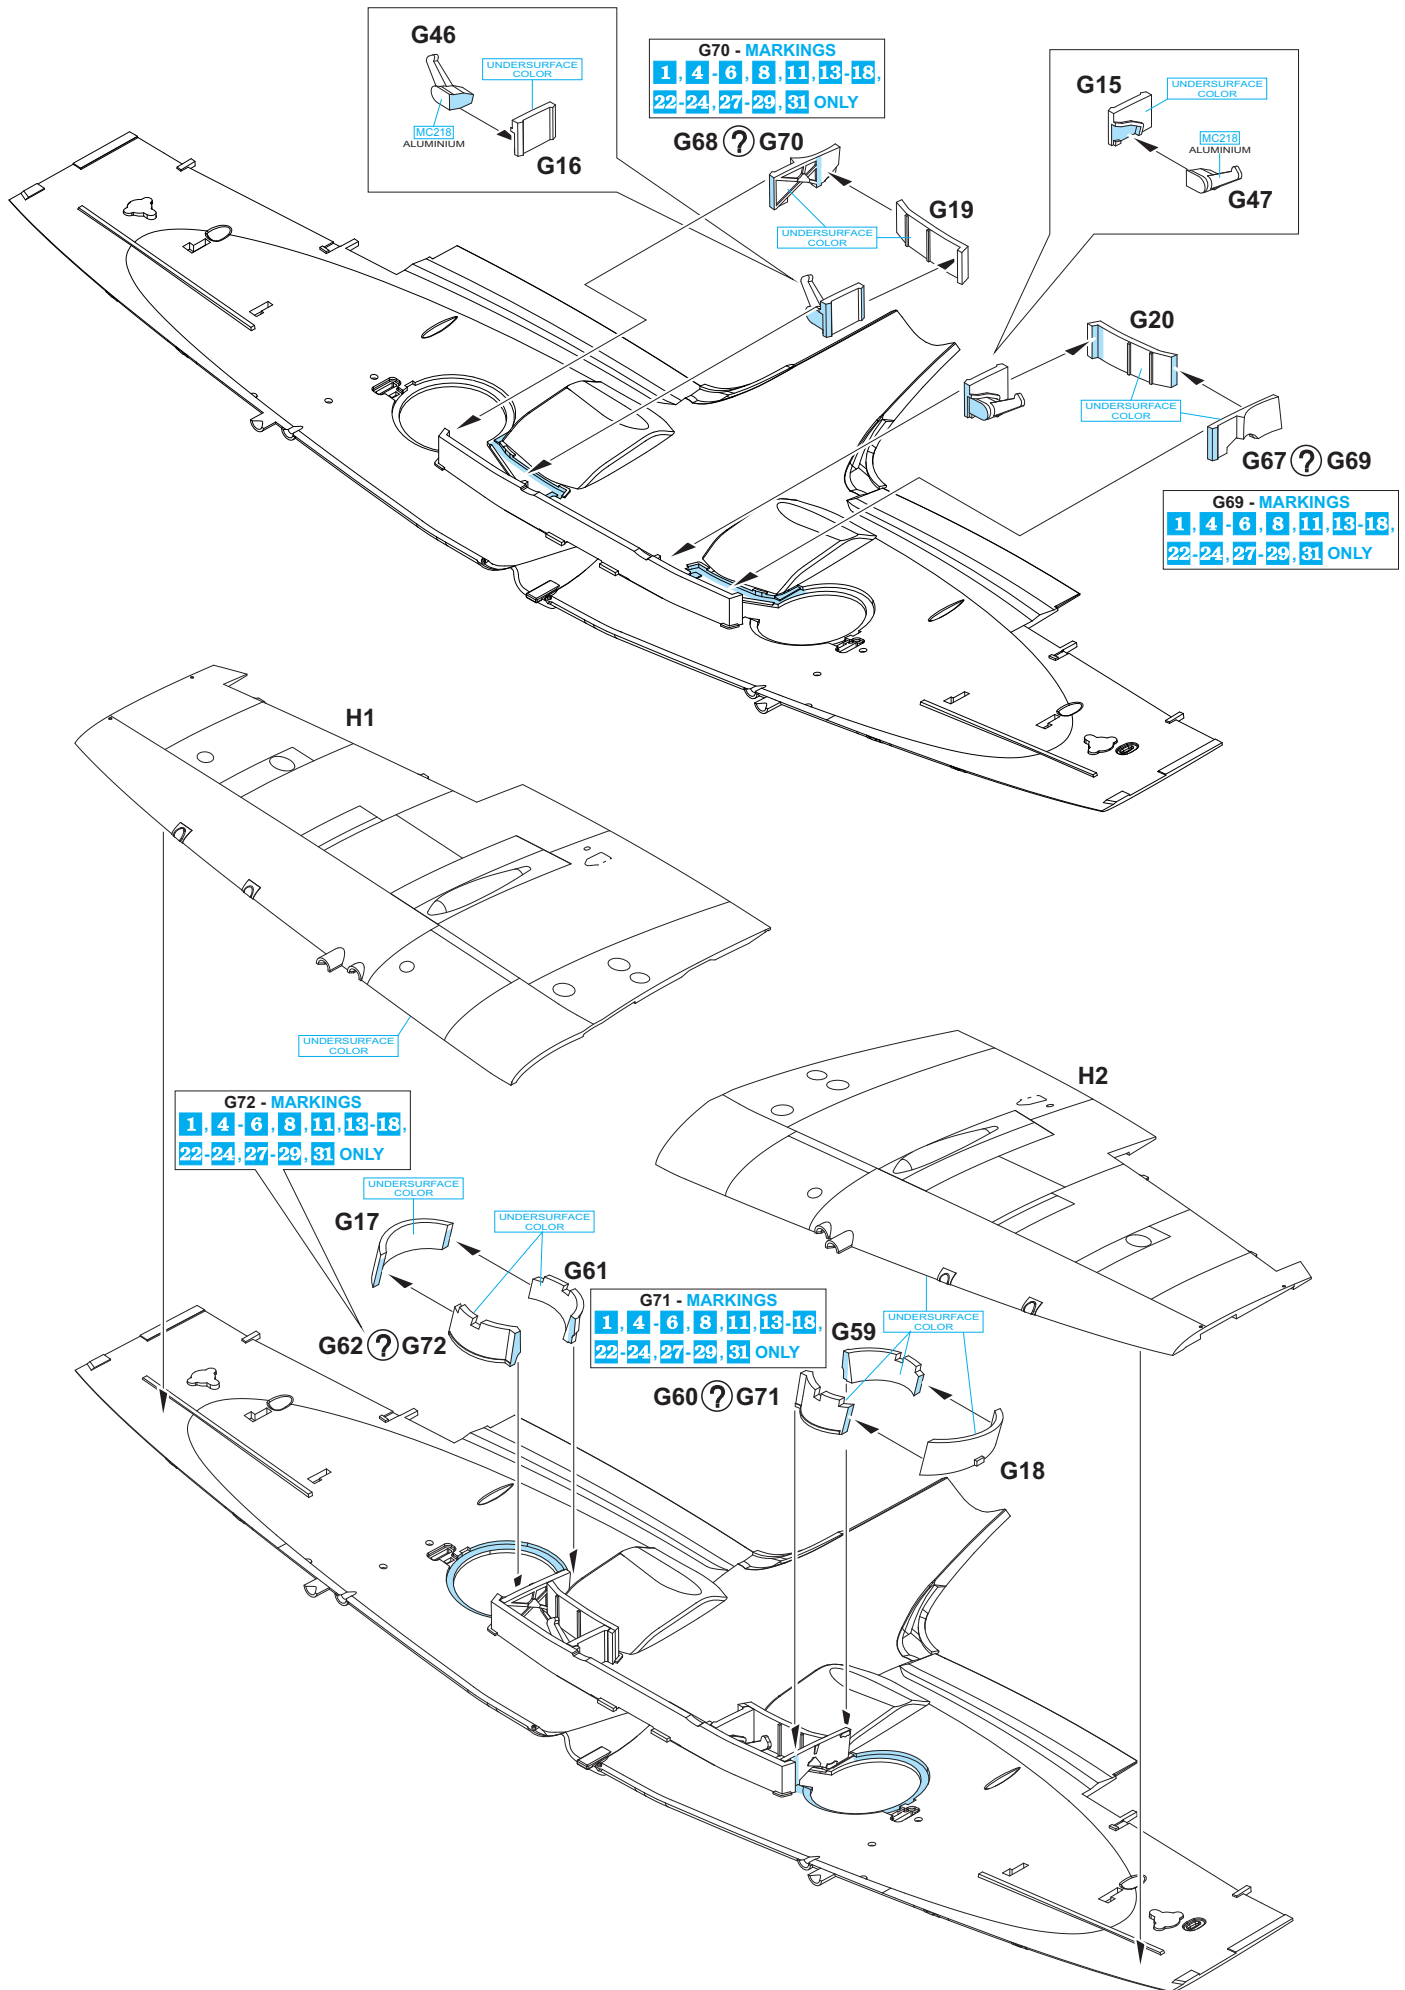 G46
UNDERSURFACE
COLOR
MC218
ALUMINIUM
G16
G70 - MARKINGS
1, 4-6, 8, 11, 13-18,
22-24, 27-29, 31 ONLY
G68 ? G70
G19
UNDERSURFACE
COLOR
G15
UNDERSURFACE
COLOR
MC218
ALUMINIUM
G47
G20
UNDERSURFACE
COLOR
G67 ? G69
G69 - MARKINGS
1, 4-6, 8, 11, 13-18,
22-24, 27-29, 31 ONLY
H1
UNDERSURFACE
COLOR
H2
UNDERSURFACE
COLOR
G72 - MARKINGS
1, 4-6, 8, 11, 13-18,
22-24, 27-29, 31 ONLY
UNDERSURFACE
COLOR
G17
UNDERSURFACE
COLOR
G61
G62 ? G72
G71 - MARKINGS
1, 4-6, 8, 11, 13-18,
22-24, 27-29, 31 ONLY
G59
G60 ? G71
G18